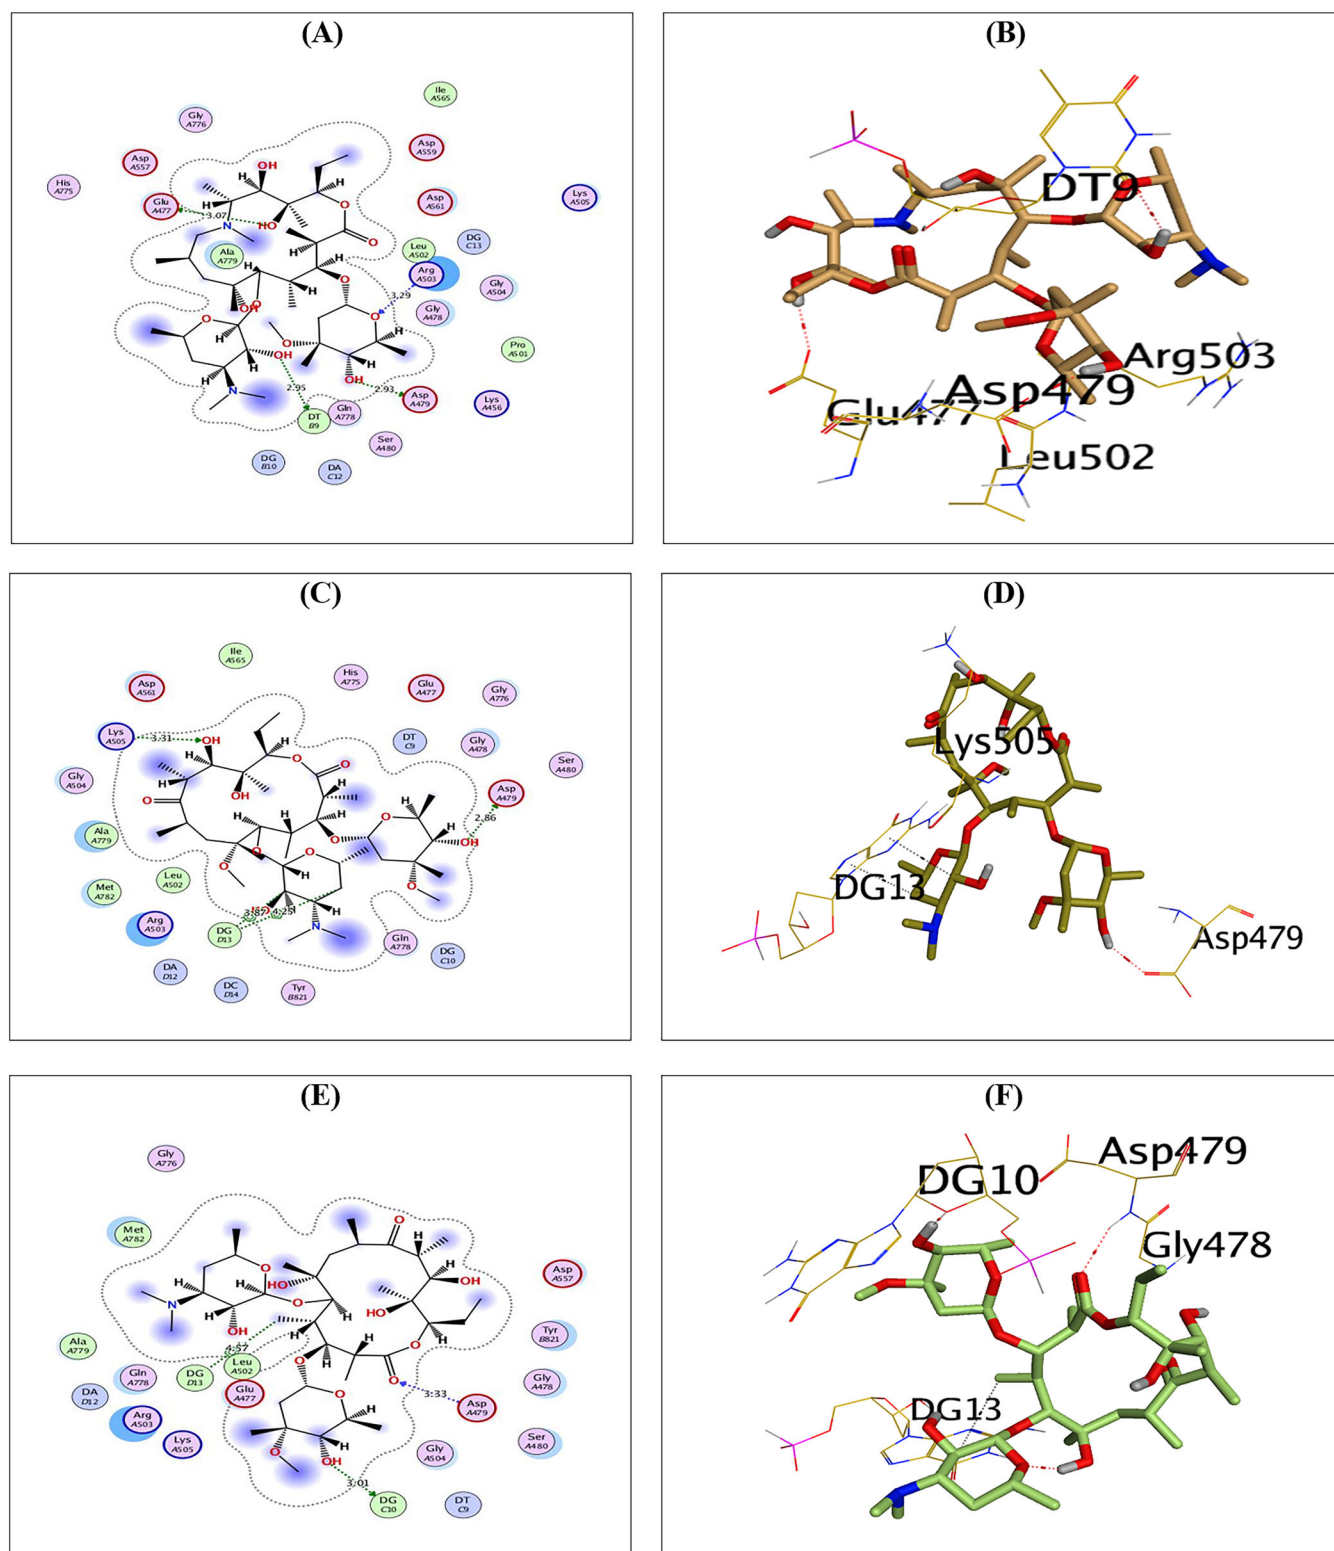 (A)
Ile
A565
Gly
A776
Asp
A557
Asp
A559
His
A775
Glu
A477
Asp
A561
Lys
A505
OH
H
H
O
3.07
HO
N
O
Ala
A779
Leu
A502
DG
C13
Arg
A503
Gly
A504
H
H
O
3.29
Gly
A478
OH
O
O
O
H
O
OH
H
H
Pro
A501
2.95
OH
2.93
N
Asp
A479
Lys
A456
DT
B9
Gln
A778
Ser
A480
DG
B10
DA
C12
(B)
DT9
Arg503
Asp479
Glu477
Leu502
(C)
Ile
A565
Asp
A561
His
A775
Glu
A477
Gly
A776
Lys
A505
3.31
OH
H
O
O
DT
C9
Gly
A478
Ser
A480
Gly
A504
H
O
OH
H
H
H
H
O
O
H
Asp
A479
2.86
OH
Ala
A779
O
O
H
O
Leu
A502
Met
A782
Arg
A503
3.87
4.25
H
N
DG
D13
Gln
A778
DG
C10
DA
D12
DC
D14
Tyr
B821
(D)
Lys505
DG13
Asp479
(E)
Gly
A776
Met
A782
O
H
H
O
HO
OH
HO
Asp
A557
N
H
H
OH
O
H
H
O
H
Tyr
B821
Ala
A779
4.57
Leu
A502
DG
D13
Gln
A778
DA
D12
Glu
A477
O
H
H
O
3.33
Asp
A479
Gly
A478
Arg
A503
Lys
A505
O
H
O
H
OH
Gly
A504
Ser
A480
3.01
DG
C10
DT
C9
(F)
Asp479
DG10
Gly478
DG13